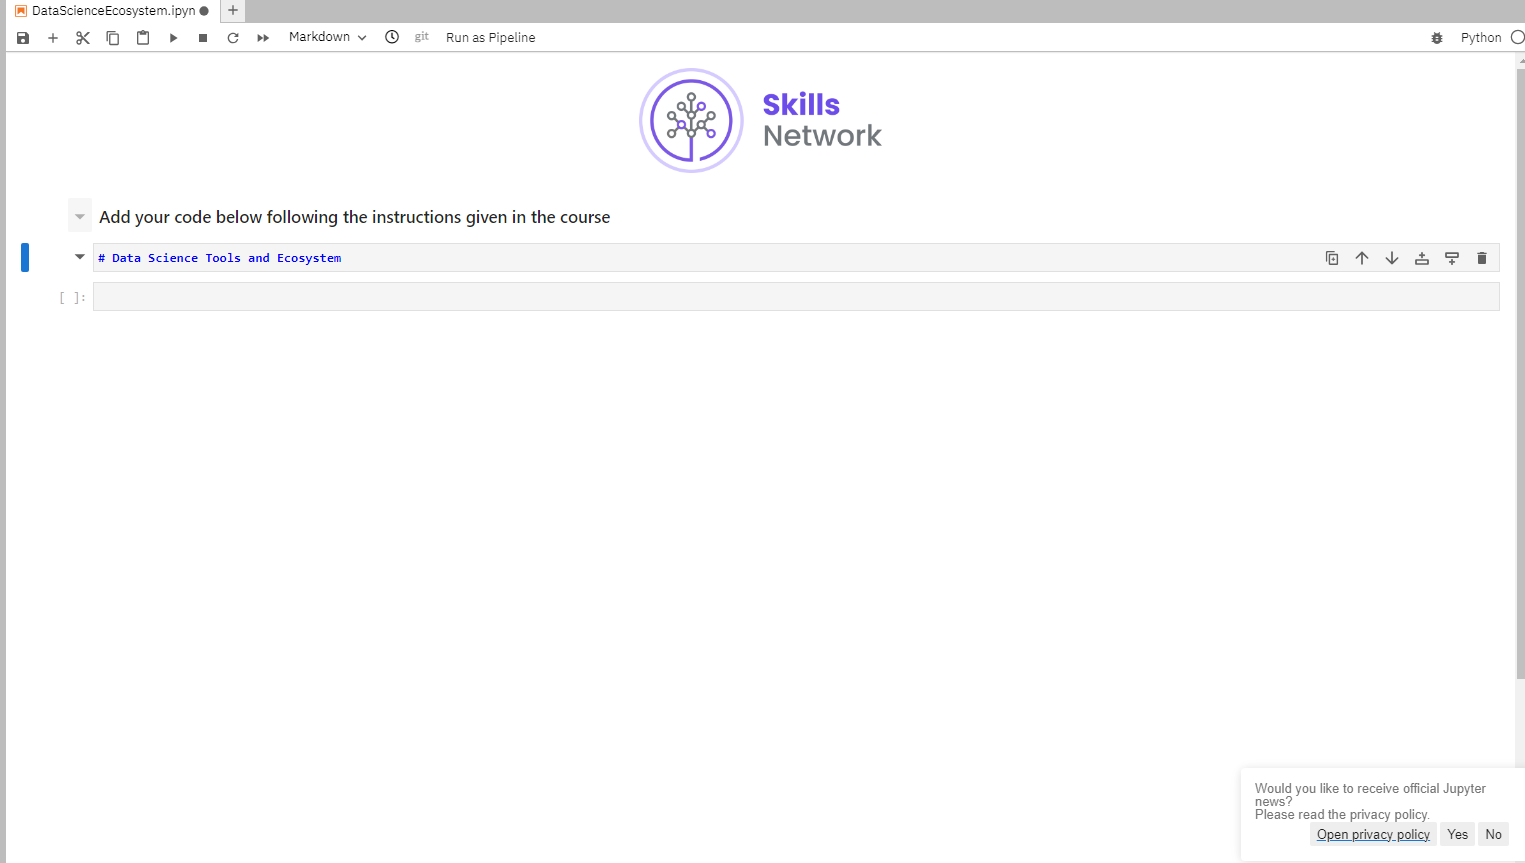 DataScienceEcosystem.ipyn
Markdown git Run as Pipeline Python
Skills
Network
Add your code below following the instructions given in the course
# Data Science Tools and Ecosystem
[ ]:
Would you like to receive official Jupyter
news?
Please read the privacy policy.
Open privacy policy Yes No